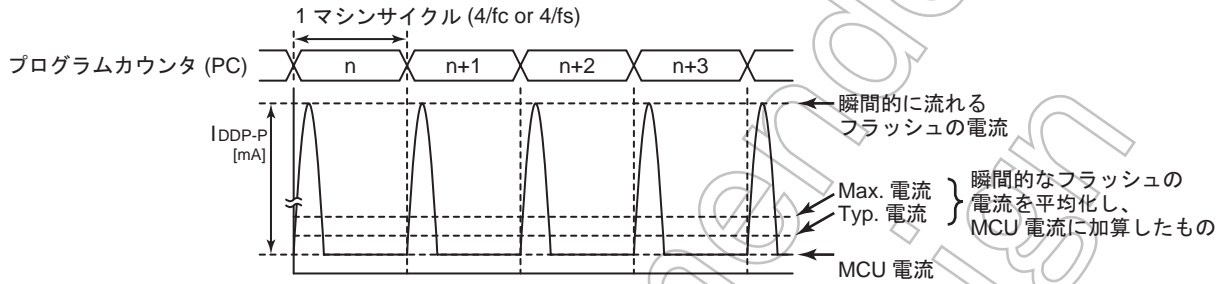 1 マシンサイクル (4/fc or 4/fs)
プログラムカウンタ (PC)
n
n+1
n+2
n+3
IDDP-P
[mA]
瞬間的に流れる
フラッシュの電流
Max. 電流
Typ. 電流
瞬間的なフラッシュの
電流を平均化し、
MCU 電流に加算したもの
MCU 電流